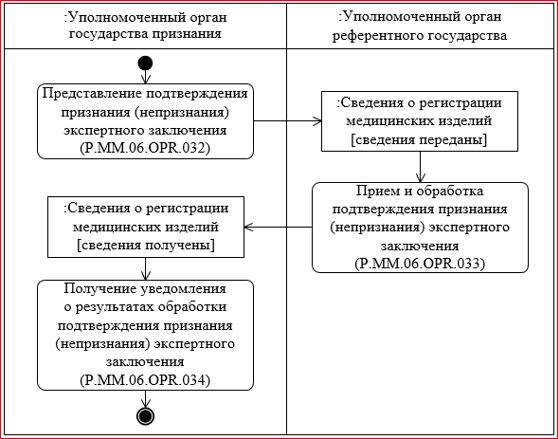 :Уполномоченный орган
государства признания
:Уполномоченный орган
референтного государства
Представление подтверждения
признания (непризнания)
экспертного заключения
(P.MM.06.OPR.032)
:Сведения о регистрации
медицинских изделий
[сведения переданы]
Прием и обработка
подтверждения признания
(непризнания) экспертного
заключения
(P.MM.06.OPR.033)
:Сведения о регистрации
медицинских изделий
[сведения получены]
Получение уведомления
о результатах обработки
подтверждения признания
(непризнания) экспертного
заключения
(P.MM.06.OPR.034)